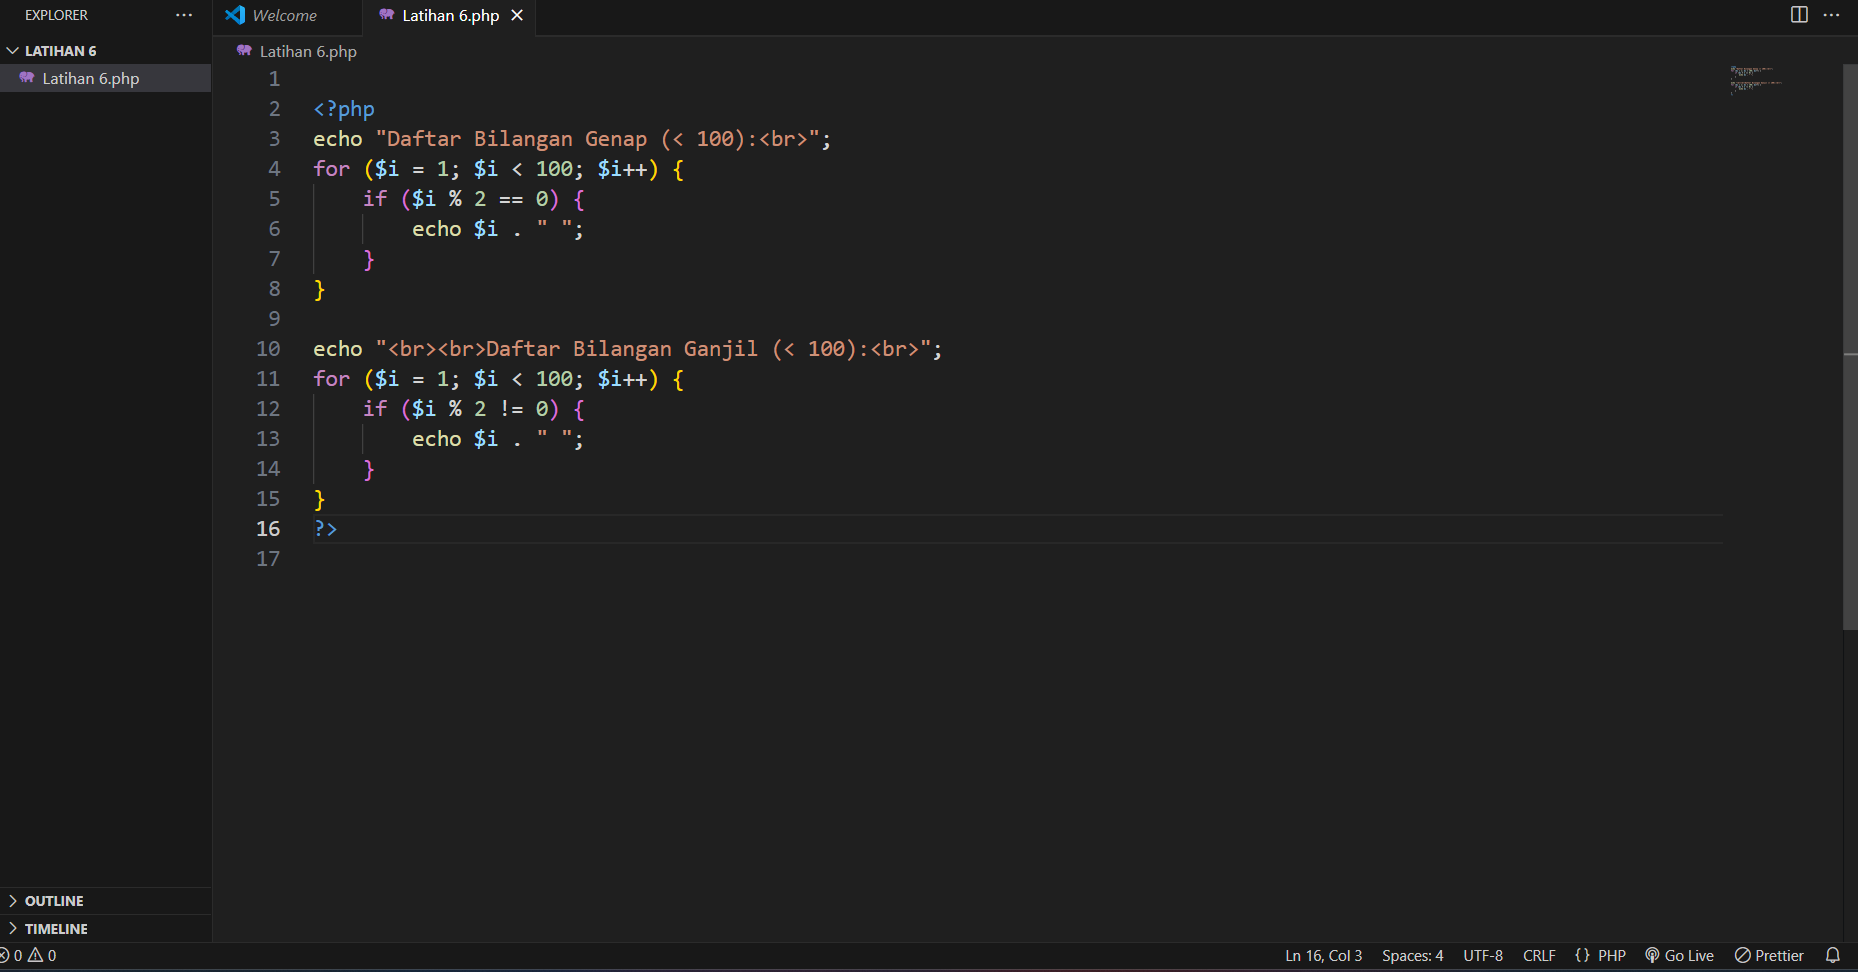 EXPLORER ···
LATIHAN 6
Latihan 6.php
Welcome
Latihan 6.php ×
Latihan 6.php
1
2 <?php
3 echo "Daftar Bilangan Genap (< 100):<br>";
4 for ($i = 1; $i < 100; $i++) {
5     if ($i % 2 == 0) {
6         echo $i . " ";
7     }
8 }
9
10 echo "<br><br>Daftar Bilangan Ganjil (< 100):<br>";
11 for ($i = 1; $i < 100; $i++) {
12     if ($i % 2 != 0) {
13         echo $i . " ";
14     }
15 }
16 ?>
17
OUTLINE
TIMELINE
0 0
Ln 16, Col 3 Spaces: 4 UTF-8 CRLF {} PHP Go Live Prettier